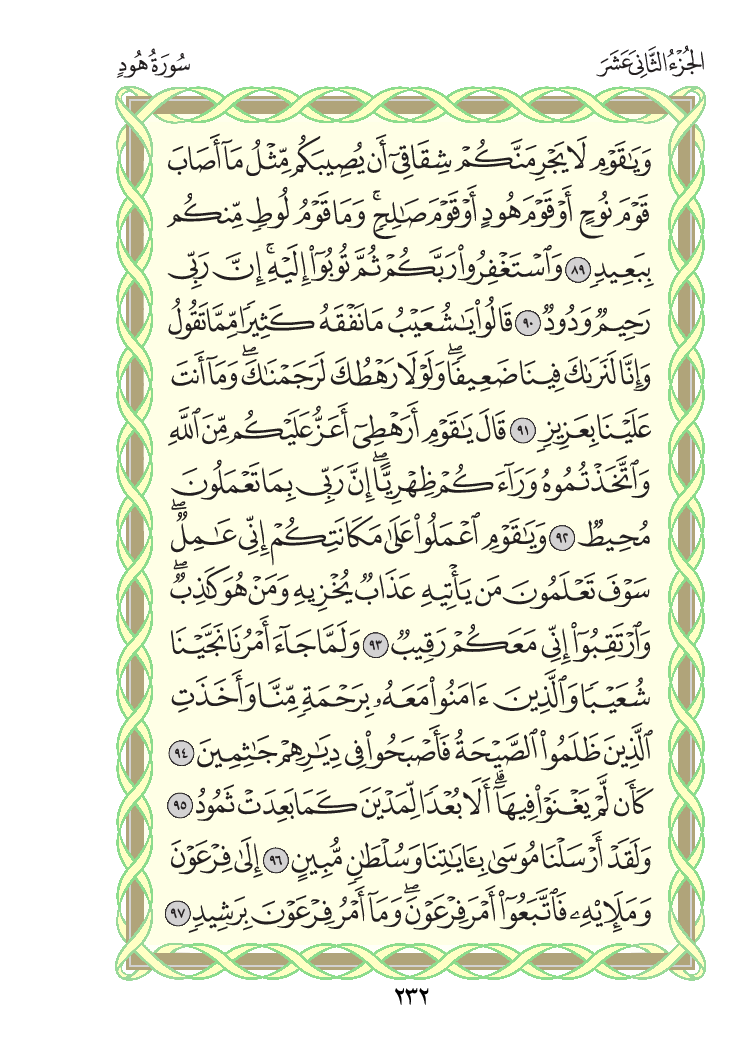 الجُزْءُ الثَّانِي عَشَرَ
سُورَةُ هُودٍ
وَيَٰقَوْمِ لَا يَجْرِمَنَّكُمْ شِقَاقِىٓ أَن يُصِيبَكُم مِّثْلُ مَآ أَصَابَ
قَوْمَ نُوحٍ أَوْ قَوْمَ هُودٍ أَوْ قَوْمَ صَٰلِحٍۚ وَمَا قَوْمُ لُوطٍ مِّنكُم
بِبَعِيدٍ ٨٩ وَٱسْتَغْفِرُوا۟ رَبَّكُمْ ثُمَّ تُوبُوٓا۟ إِلَيْهِۚ إِنَّ رَبِّى
رَحِيمٌ وَدُودٌ ٩٠ قَالُوا۟ يَٰشُعَيْبُ مَا نَفْقَهُ كَثِيرًا مِّمَّا تَقُولُ
وَإِنَّا لَنَرَىٰكَ فِينَا ضَعِيفًاۖ وَلَوْلَا رَهْطُكَ لَرَجَمْنَٰكَۖ وَمَآ أَنتَ
عَلَيْنَا بِعَزِيزٍ ٩١ قَالَ يَٰقَوْمِ أَرَهْطِىٓ أَعَزُّ عَلَيْكُم مِّنَ ٱللَّهِ
وَٱتَّخَذْتُمُوهُ وَرَآءَكُمْ ظِهْرِيًّاۖ إِنَّ رَبِّى بِمَا تَعْمَلُونَ
مُحِيطٌ ٩٢ وَيَٰقَوْمِ ٱعْمَلُوا۟ عَلَىٰ مَكَانَتِكُمْ إِنِّى عَٰمِلٌۖ
سَوْفَ تَعْلَمُونَ مَن يَأْتِيهِ عَذَابٌ يُخْزِيهِ وَمَنْ هُوَ كَٰذِبٌۖ
وَٱرْتَقِبُوٓا۟ إِنِّى مَعَكُمْ رَقِيبٌ ٩٣ وَلَمَّا جَآءَ أَمْرُنَا نَجَّيْنَا
شُعَيْبًا وَٱلَّذِينَ ءَامَنُوا۟ مَعَهُۥ بِرَحْمَةٍ مِّنَّا وَأَخَذَتِ
ٱلَّذِينَ ظَلَمُوا۟ ٱلصَّيْحَةُ فَأَصْبَحُوا۟ فِى دِيَٰرِهِمْ جَٰثِمِينَ ٩٤
كَأَن لَّمْ يَغْنَوْا۟ فِيهَآۗ أَلَا بُعْدًا لِّمَدْيَنَ كَمَا بَعِدَتْ ثَمُودُ ٩٥
وَلَقَدْ أَرْسَلْنَا مُوسَىٰ بِـَٔايَٰتِنَا وَسُلْطَٰنٍ مُّبِينٍ ٩٦ إِلَىٰ فِرْعَوْنَ
وَمَلَإِي۟هِۦ فَٱتَّبَعُوٓا۟ أَمْرَ فِرْعَوْنَۖ وَمَآ أَمْرُ فِرْعَوْنَ بِرَشِيدٍ ٩٧
٢٣٢